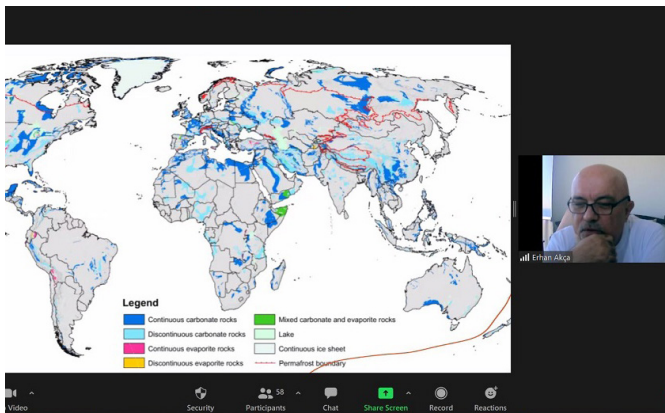 Legend
Continuous carbonate rocks
Discontinuous carbonate rocks
Continuous evaporite rocks
Discontinuous evaporite rocks
Mixed carbonate and evaporite rocks
Lake
Continuous ice sheet
Permafrost boundary
Erhan Akça
Video
Security
Participants
58
Chat
Share Screen
Record
Reactions